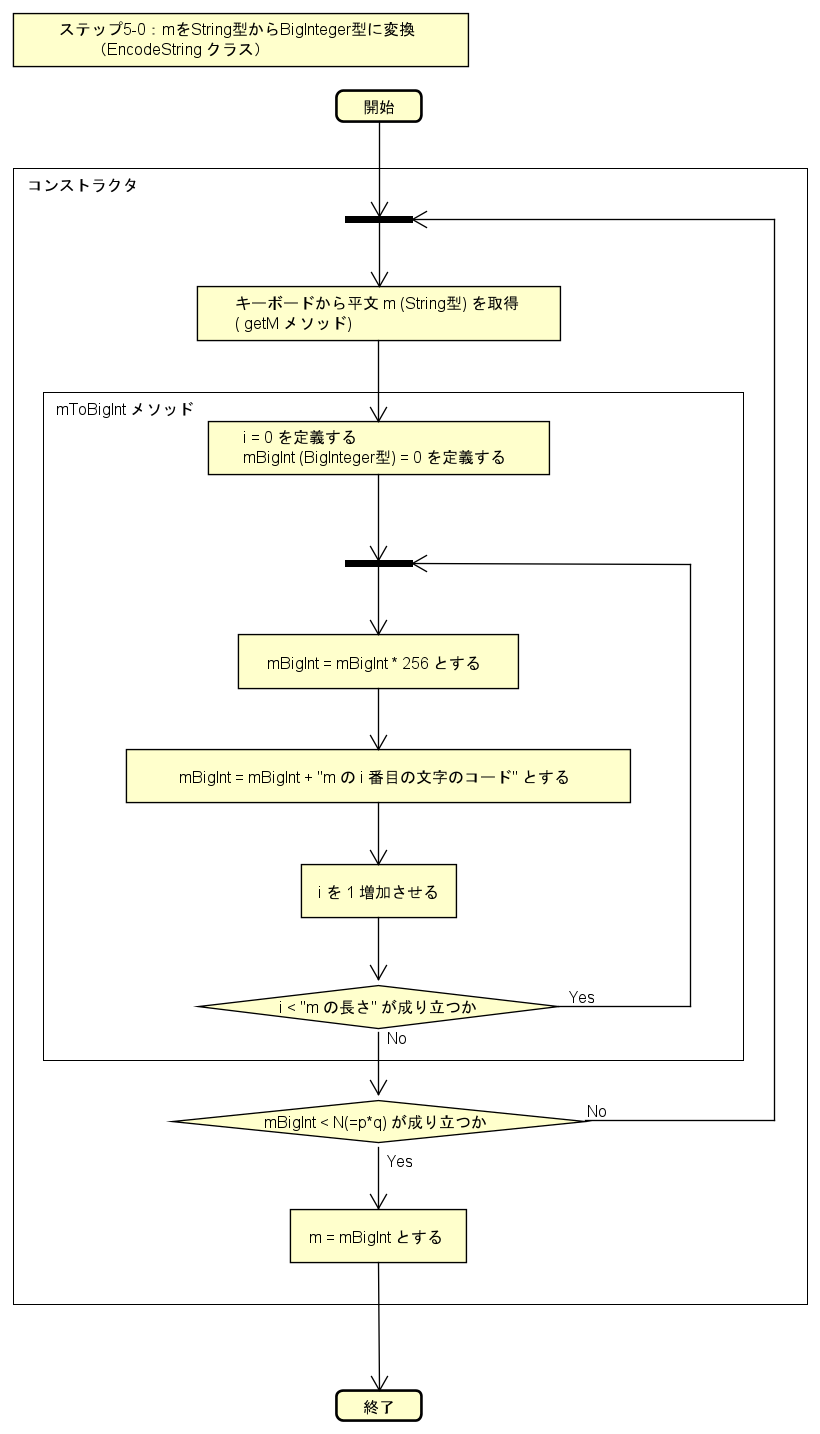 ステップ5-0：mをString型からBigInteger型に変換
（EncodeString クラス）
開始
コンストラクタ
キーボードから平文 m (String型) を取得
( getM メソッド)
mToBigInt メソッド
i = 0 を定義する
mBigInt (BigInteger型) = 0 を定義する
mBigInt = mBigInt * 256 とする
mBigInt = mBigInt + "m の i 番目の文字のコード" とする
i を 1 増加させる
i < "m の長さ" が成り立つか
Yes
No
mBigInt < N(=p*q) が成り立つか
No
Yes
m = mBigInt とする
終了